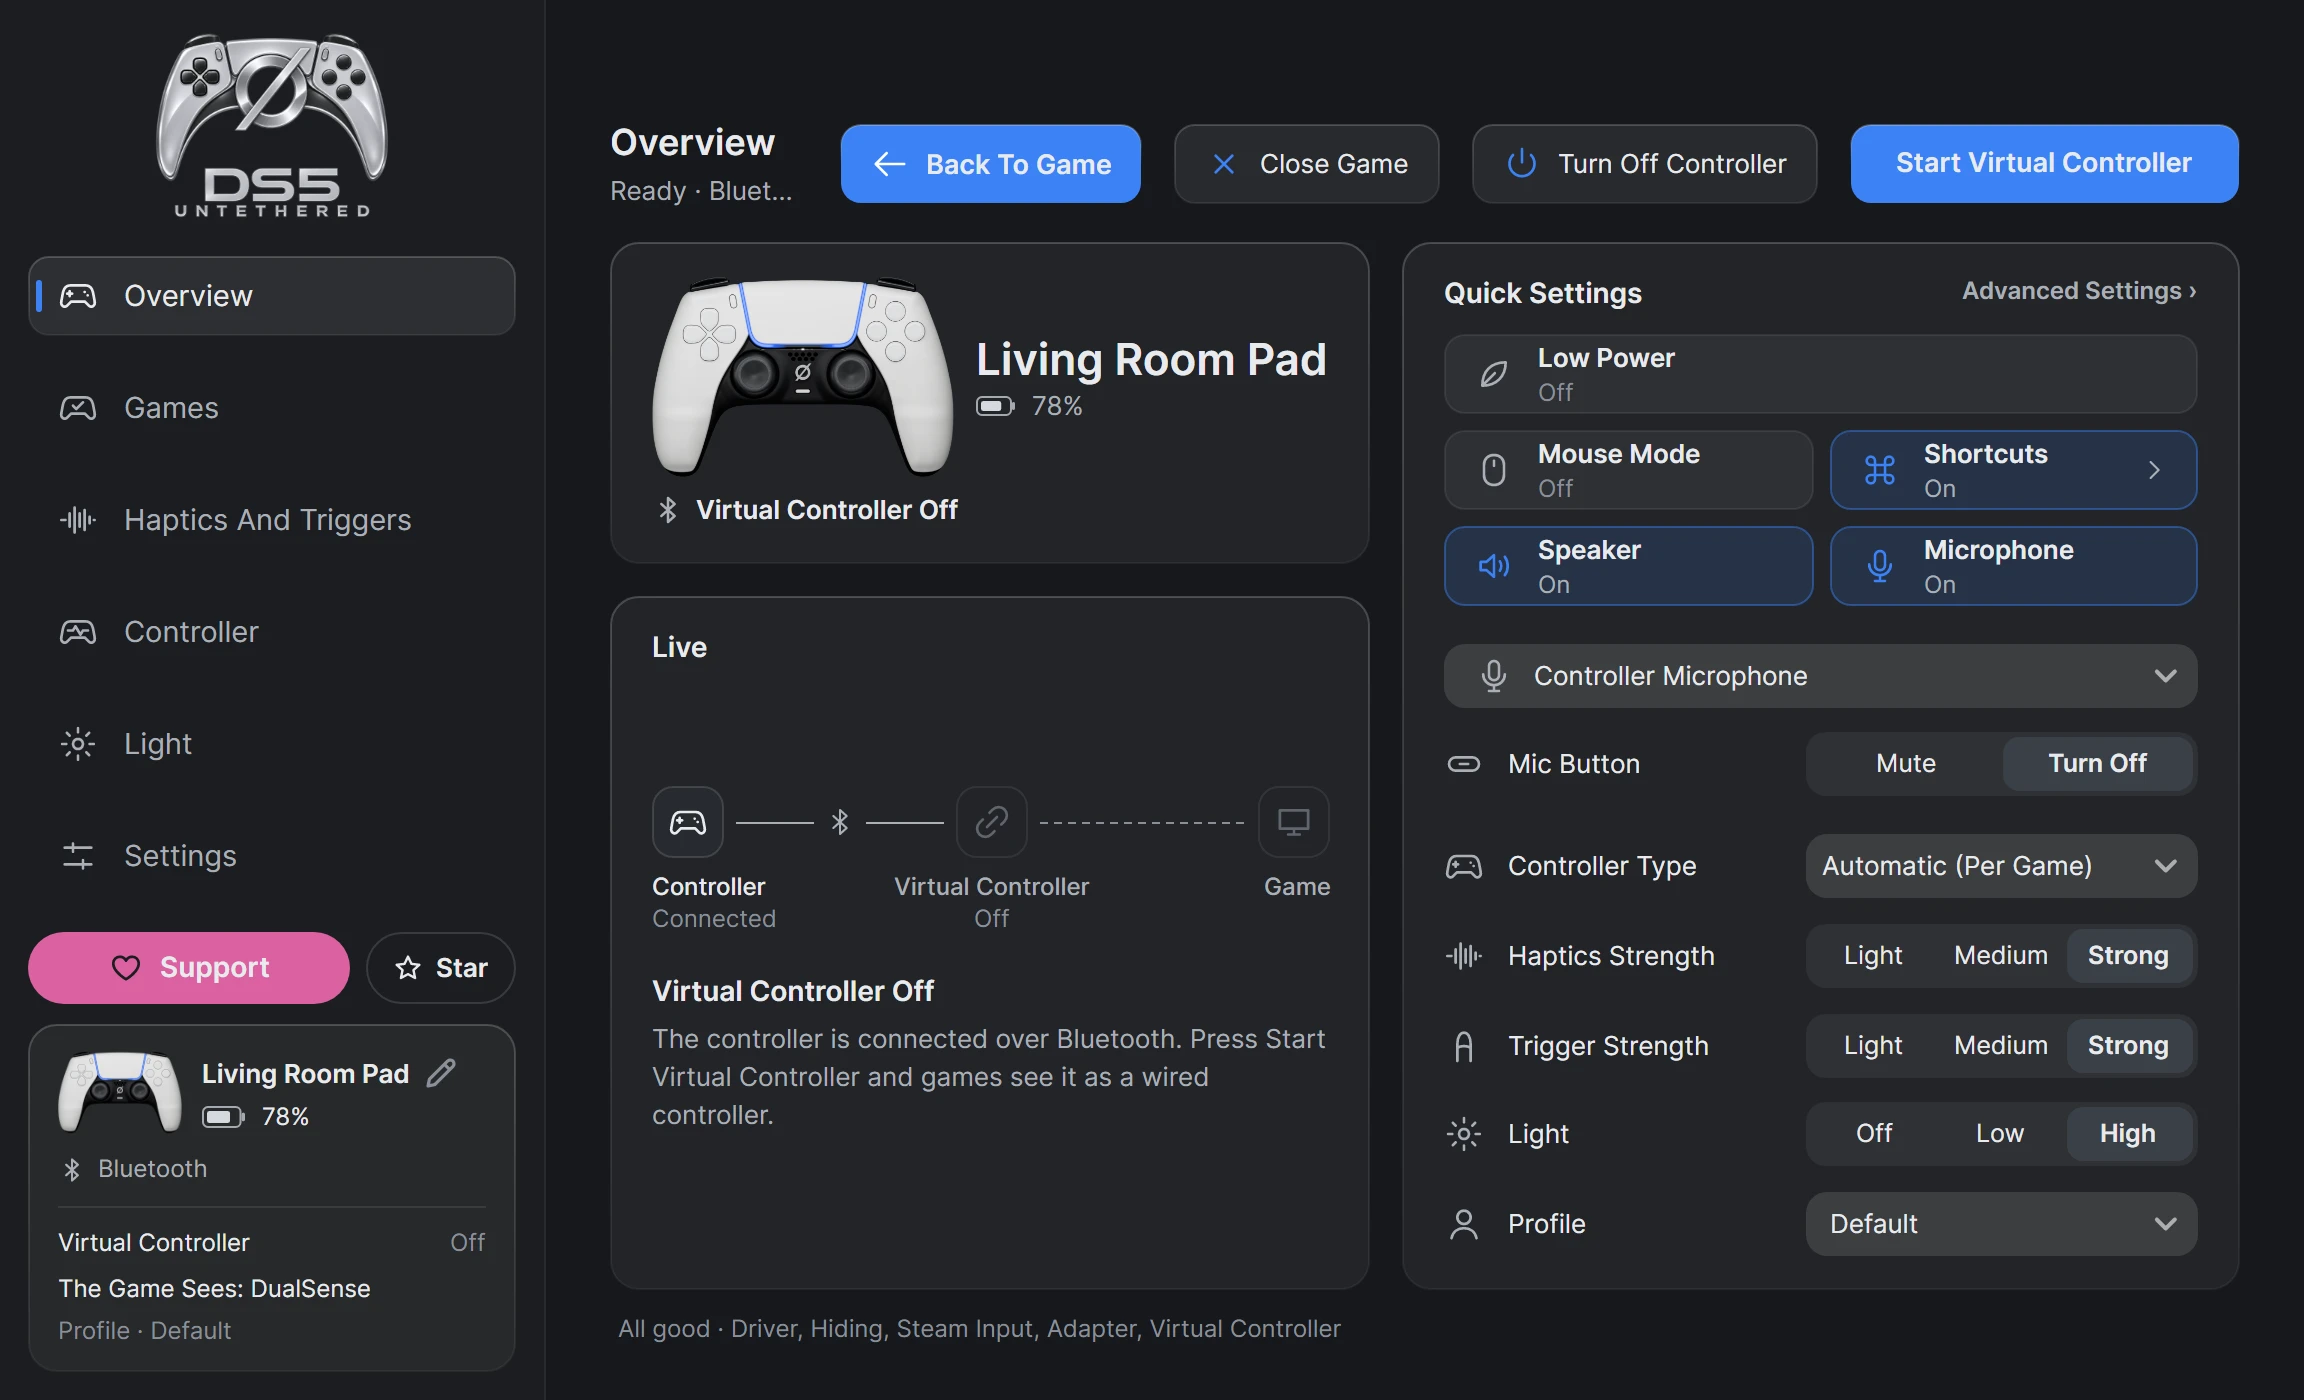 DS5
UNTETHERED
Overview
Games
Haptics And Triggers
Controller
Light
Settings
Support
Star
Living Room Pad
78%
Bluetooth
Virtual Controller
Off
The Game Sees: DualSense
Profile · Default
Overview
Ready · Bluet...
Back To Game
Close Game
Turn Off Controller
Start Virtual Controller
Living Room Pad
78%
Virtual Controller Off
Live
Controller
Connected
Virtual Controller
Off
Game
Virtual Controller Off
The controller is connected over Bluetooth. Press Start
Virtual Controller and games see it as a wired
controller.
All good · Driver, Hiding, Steam Input, Adapter, Virtual Controller
Quick Settings
Advanced Settings ›
Low Power
Off
Mouse Mode
Off
Shortcuts
On
Speaker
On
Microphone
On
Controller Microphone
Mic Button
Mute
Turn Off
Controller Type
Automatic (Per Game)
Haptics Strength
Light
Medium
Strong
Trigger Strength
Light
Medium
Strong
Light
Off
Low
High
Profile
Default